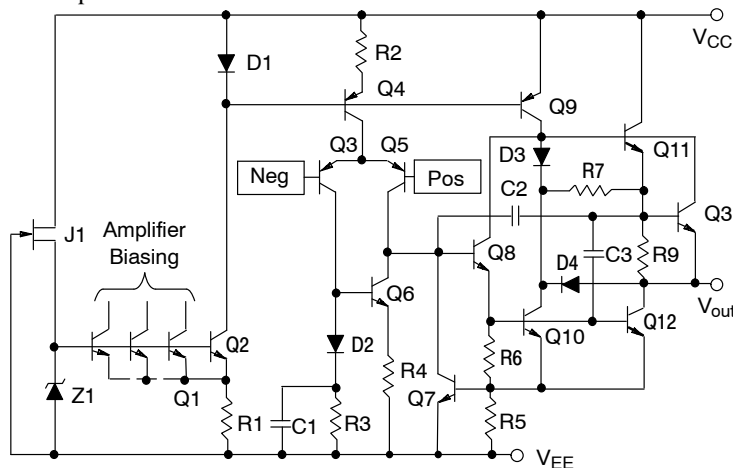 VCC
D1
R2
Q4
Q9
Q3
Q5
D3
Q11
R7
Neg
Pos
C2
Q3
J1
Amplifier
Biasing
Q8
C3
R9
D4
Q6
Vout
Q2
D2
Q10
Q12
Z1
Q1
R4
R6
R1
C1
R3
Q7
R5
VEE